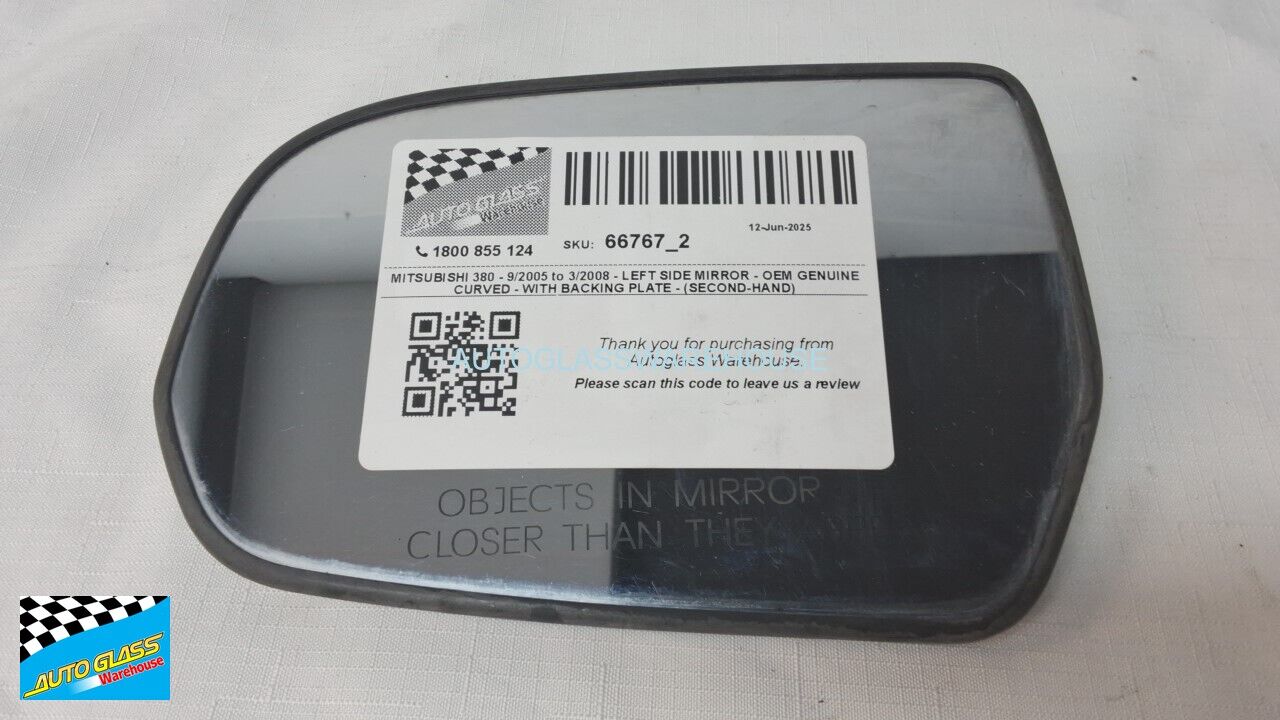 AUTO GLASS
Warehouse
1800 855 124
12-Jun-2025
SKU: 66767_2
MITSUBISHI 380 - 9/2005 to 3/2008 - LEFT SIDE MIRROR - OEM GENUINE
CURVED - WITH BACKING PLATE - (SECOND-HAND)
Thank you for purchasing from
Autoglass Warehouse.
Please scan this code to leave us a review
AUTOGLASS WAREHOUSE
OBJECTS IN MIRROR
CLOSER THAN THEY
AUTO GLASS
Warehouse